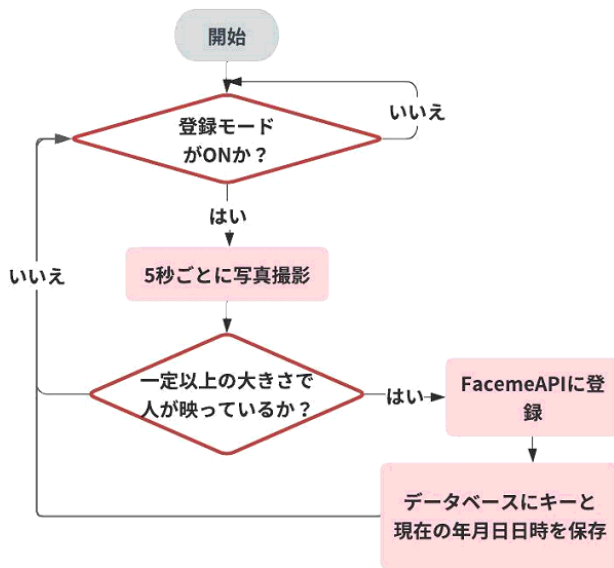 開始
いいえ
登録モード
がONか？
はい
いいえ
5秒ごとに写真撮影
一定以上の大きさで
人が映っているか？
はい
FacemeAPIに登
録
データベースにキーと
現在の年月日日時を保存